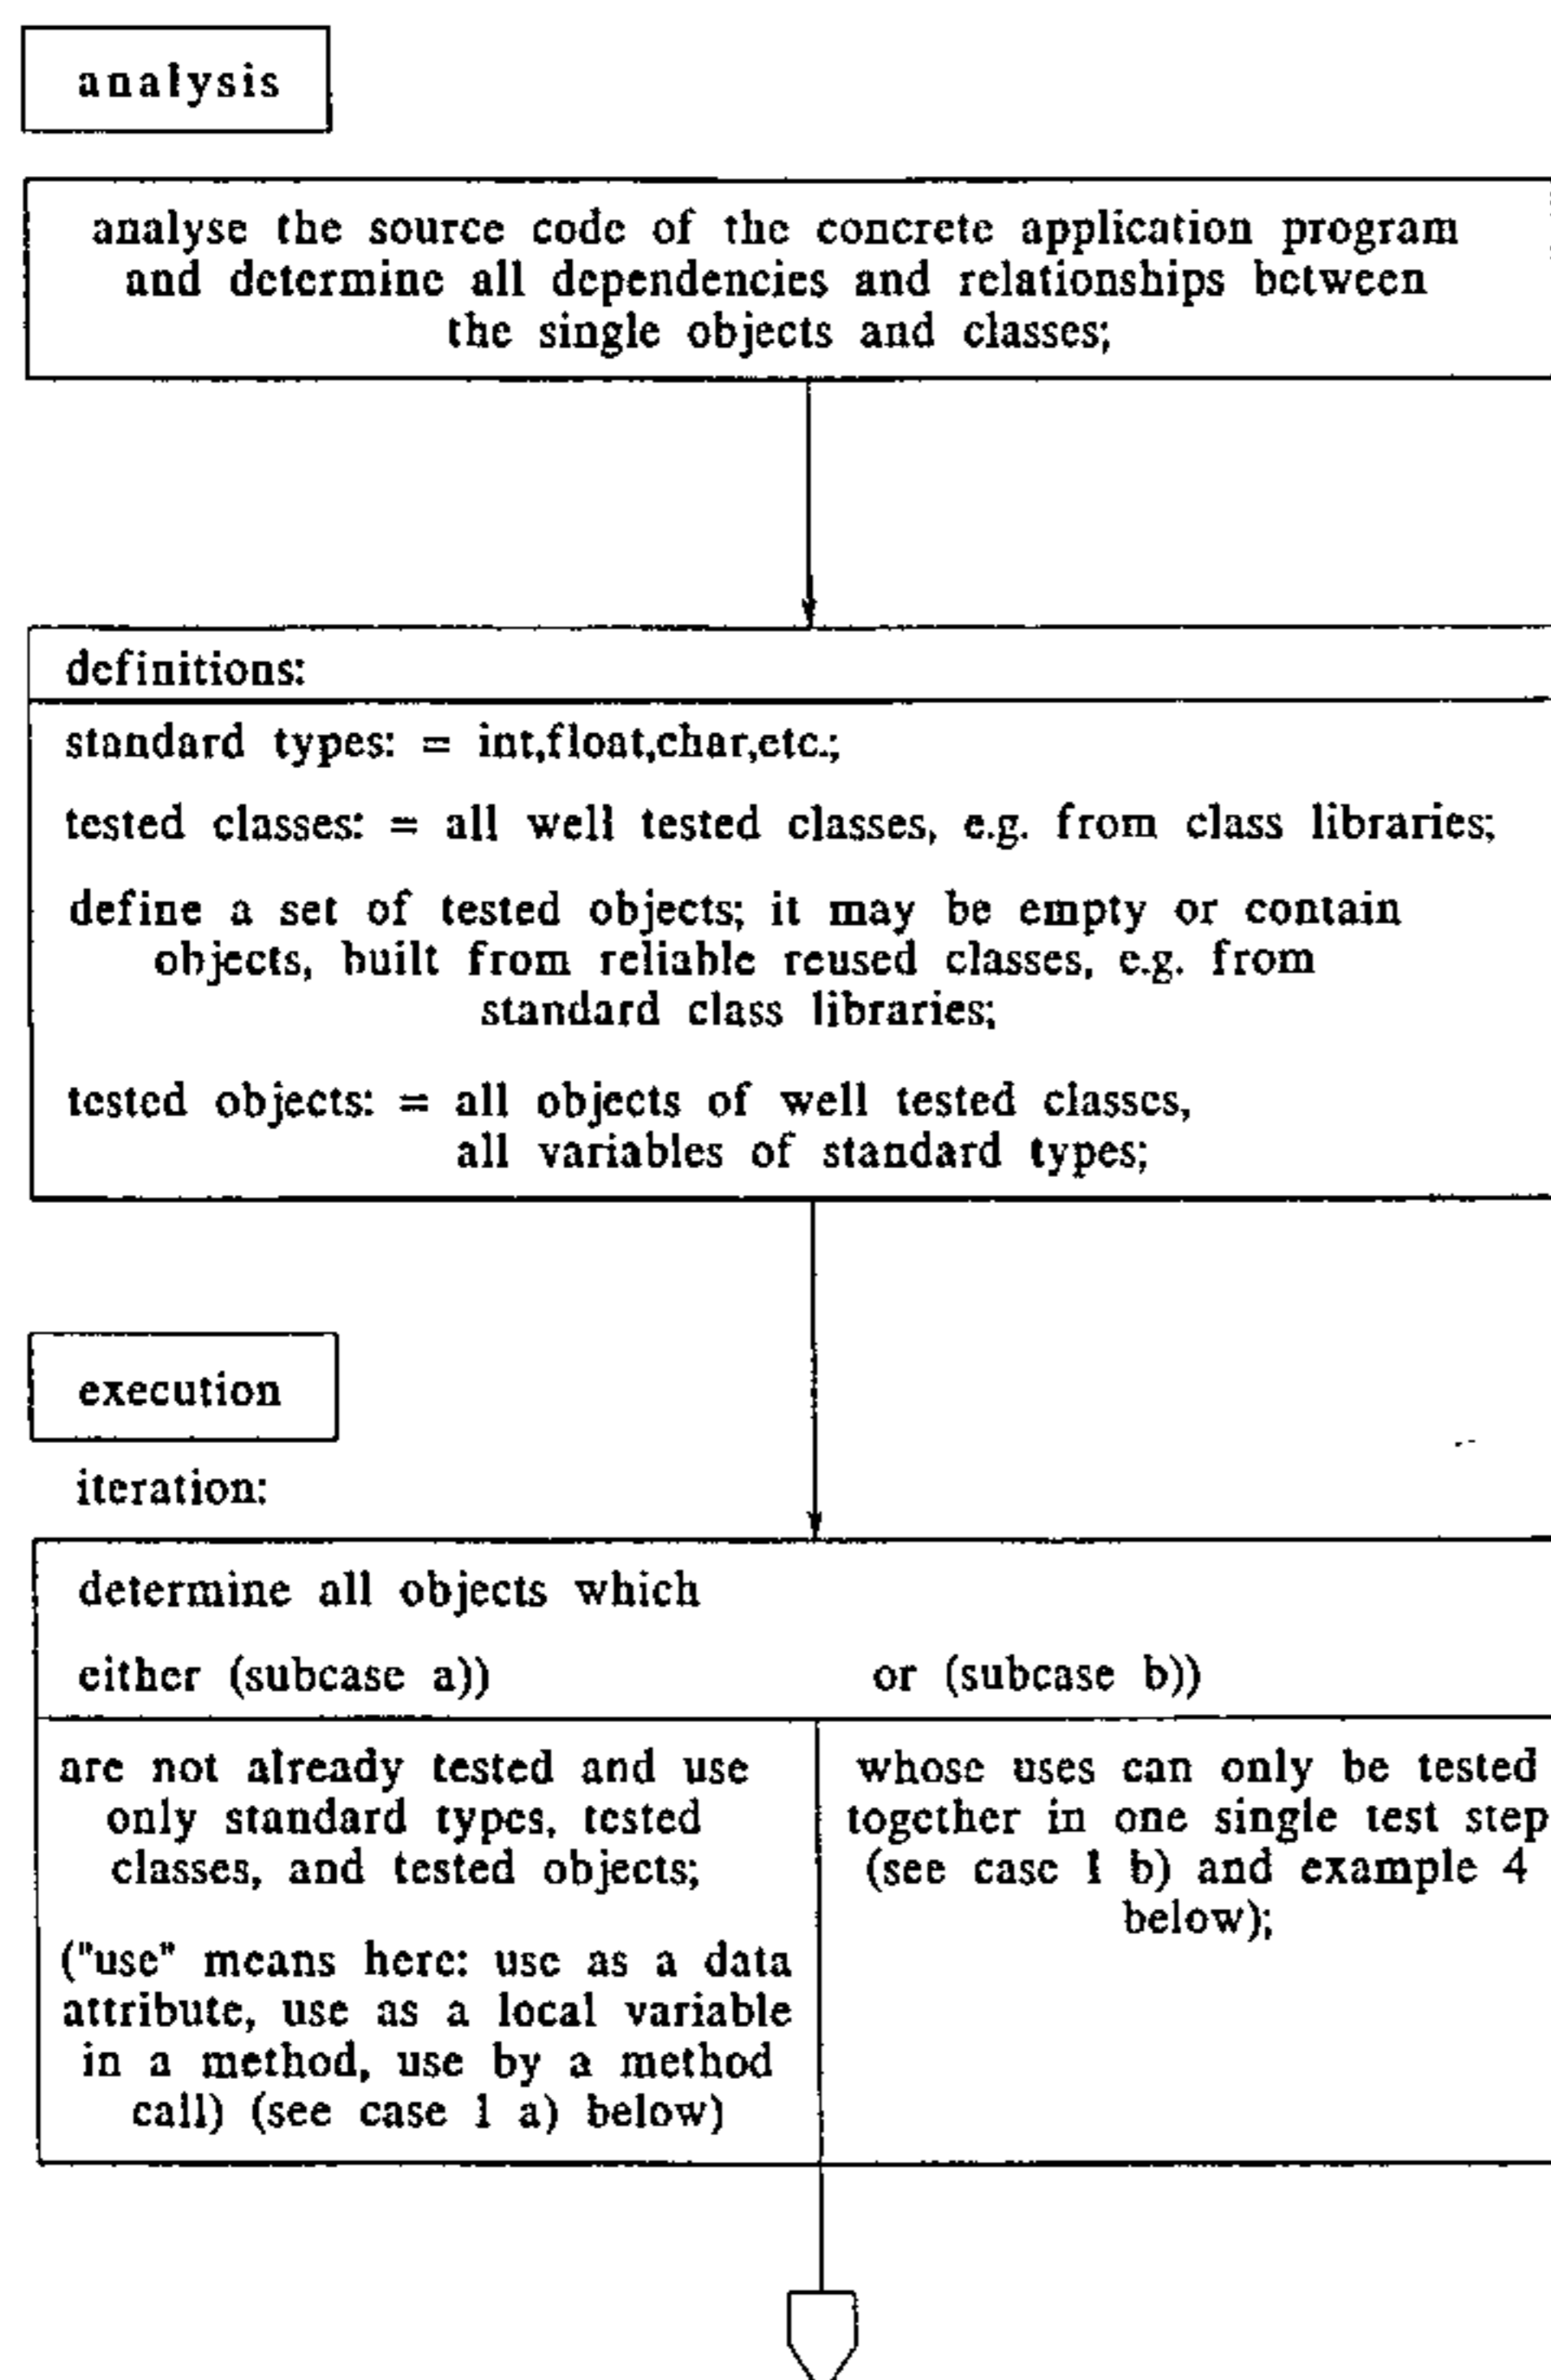 analysis
analyse the source code of the concrete application program
and determine all dependencies and relationships between
the single objects and classes;
definitions:
standard types: = int,float,char,etc.;
tested classes: = all well tested classes, e.g. from class libraries;
define a set of tested objects; it may be empty or contain
objects, built from reliable reused classes, e.g. from
standard class libraries;
tested objects: = all objects of well tested classes,
all variables of standard types;
execution
iteration:
determine all objects which
either (subcase a)) or (subcase b))
are not already tested and use
only standard types, tested
classes, and tested objects;
("use" means here: use as a data
attribute, use as a local variable
in a method, use by a method
call) (see case 1 a) below)
whose uses can only be tested
together in one single test step
(see case 1 b) and example 4
below);